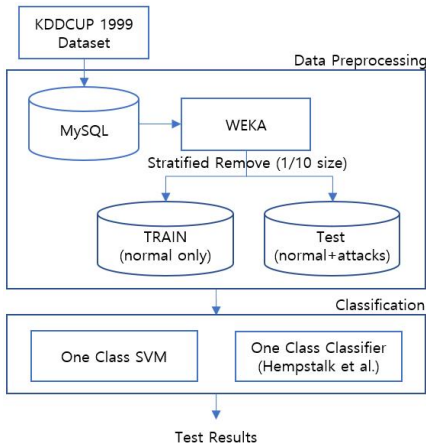 KDDCUP 1999
Dataset
Data Preprocessing
MySQL
WEKA
Stratified Remove (1/10 size)
TRAIN
(normal only)
Test
(normal+attacks)
Classification
One Class SVM
One Class Classifier
(Hempstalk et al.)
Test Results